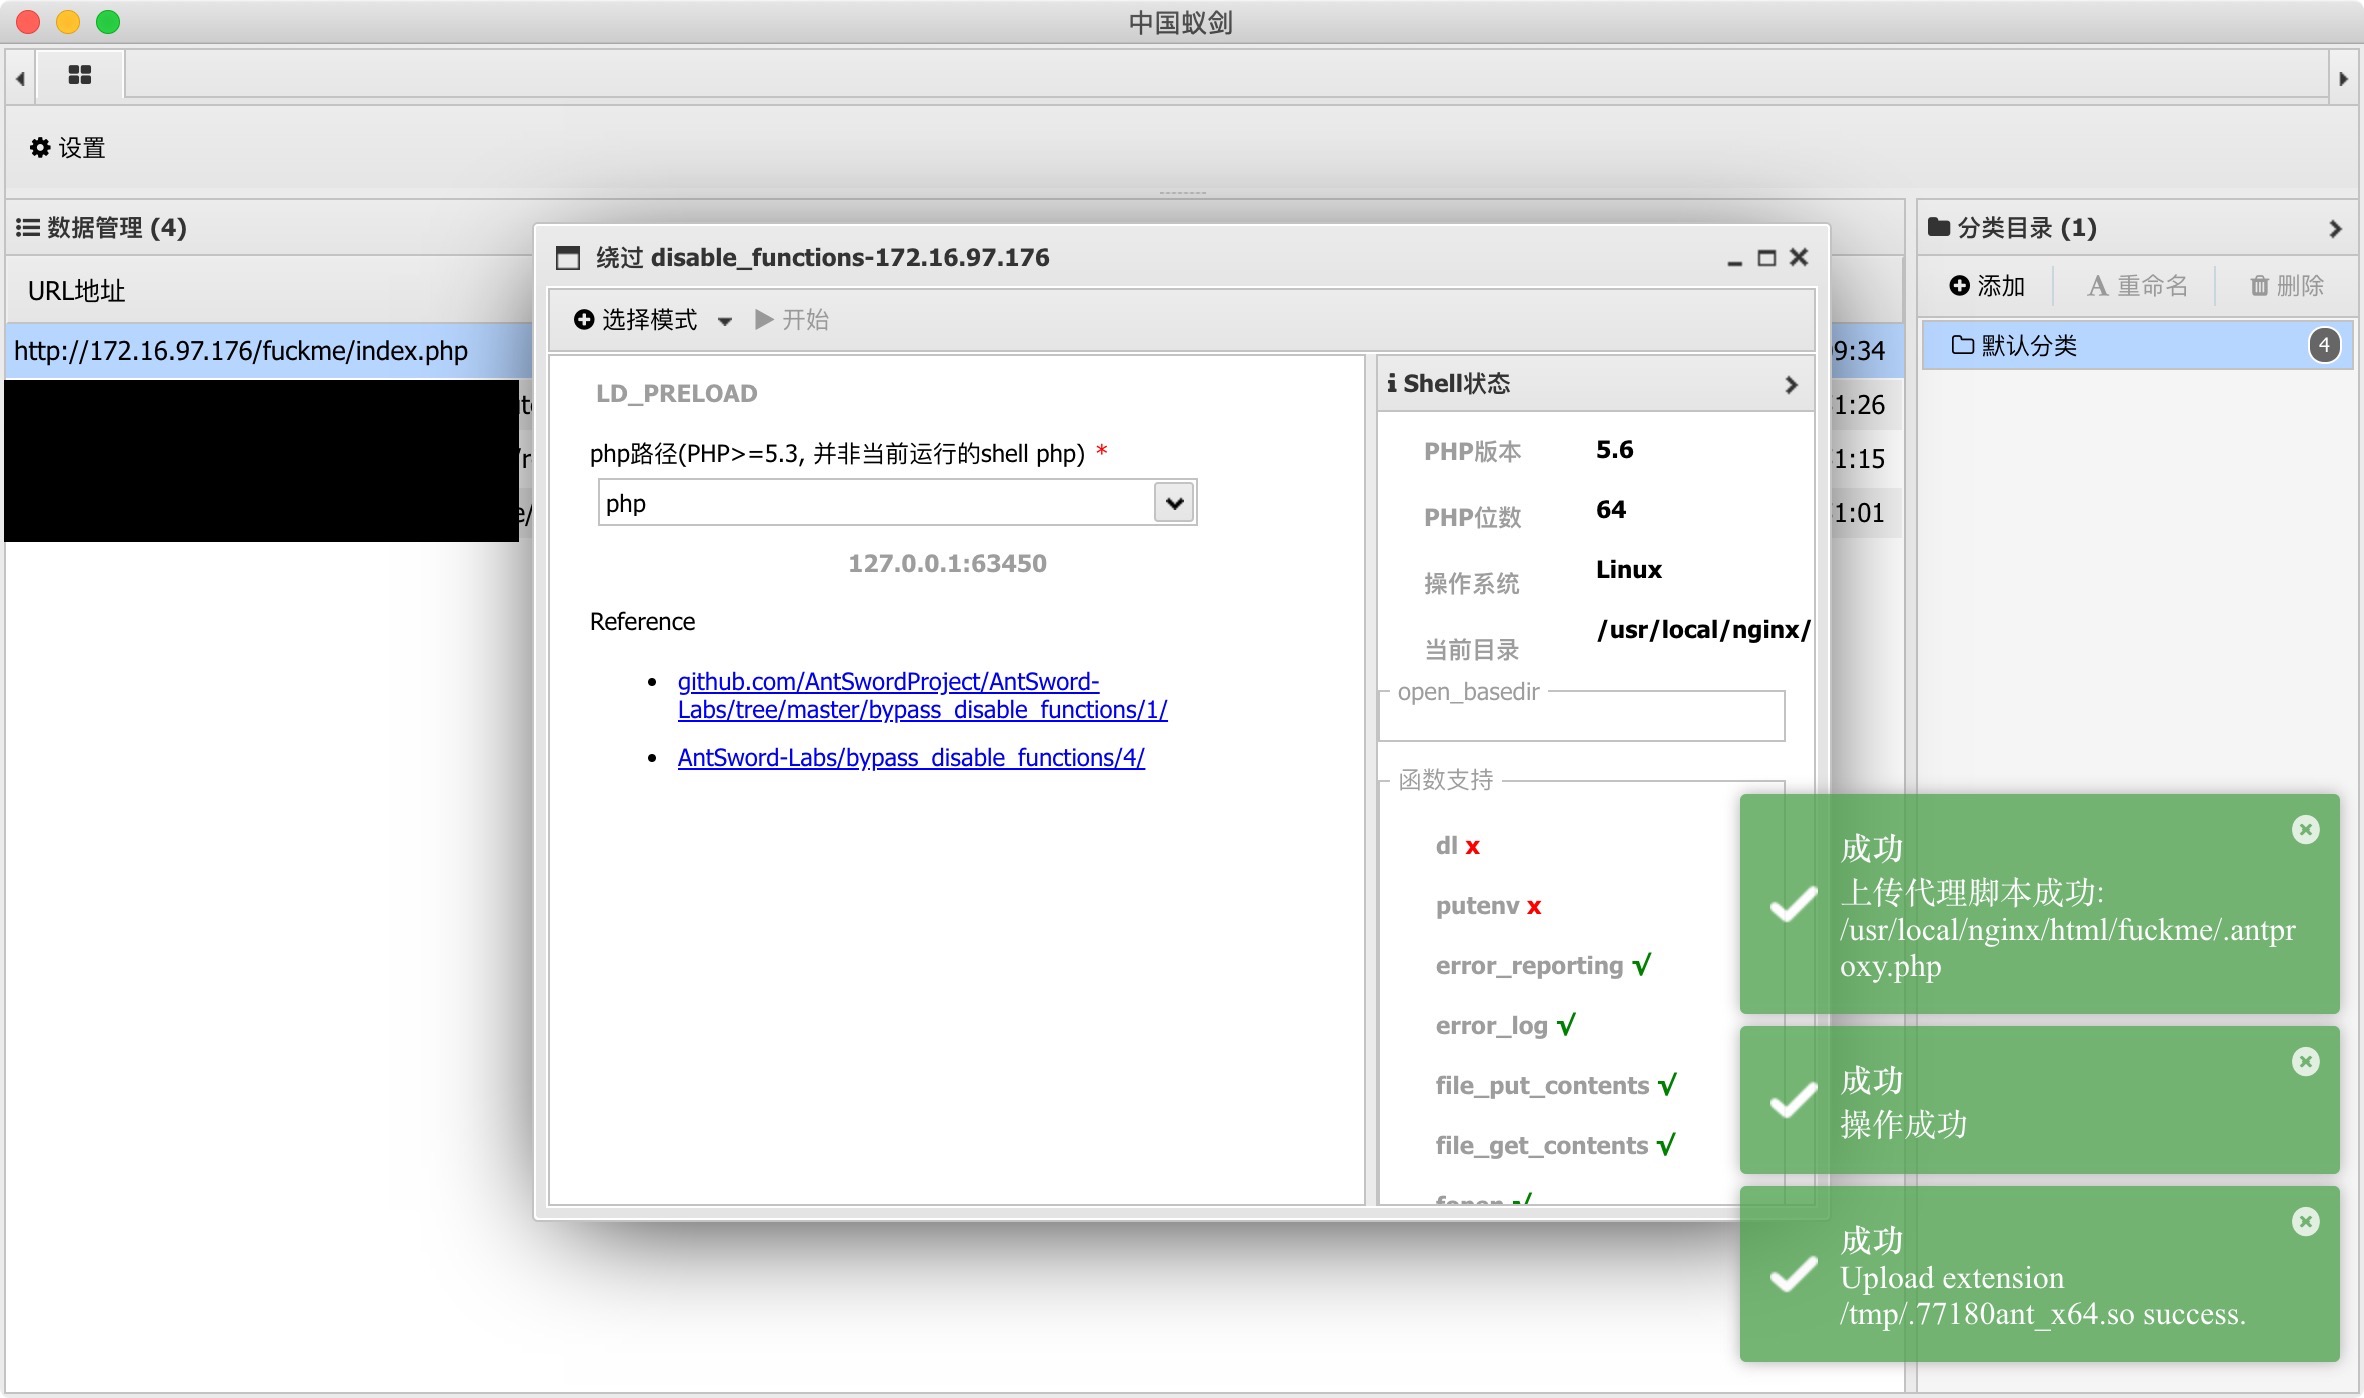 中国蚁剑
设置
数据管理 (4)
URL地址
http://172.16.97.176/fuckme/index.php
9:34
1:26
1:15
1:01
绕过 disable_functions-172.16.97.176
选择模式
开始
LD_PRELOAD
php路径(PHP>=5.3, 并非当前运行的shell php) *
php
127.0.0.1:63450
Reference
github.com/AntSwordProject/AntSword-
Labs/tree/master/bypass_disable_functions/1/
AntSword-Labs/bypass_disable_functions/4/
Shell状态
PHP版本 5.6
PHP位数 64
操作系统 Linux
当前目录 /usr/local/nginx/
open_basedir
函数支持
dl x
putenv x
error_reporting √
error_log √
file_put_contents √
file_get_contents √
fopen √
分类目录 (1)
添加
重命名
删除
默认分类 4
成功
上传代理脚本成功:
/usr/local/nginx/html/fuckme/.antpr
oxy.php
成功
操作成功
成功
Upload extension
/tmp/.77180ant_x64.so success.